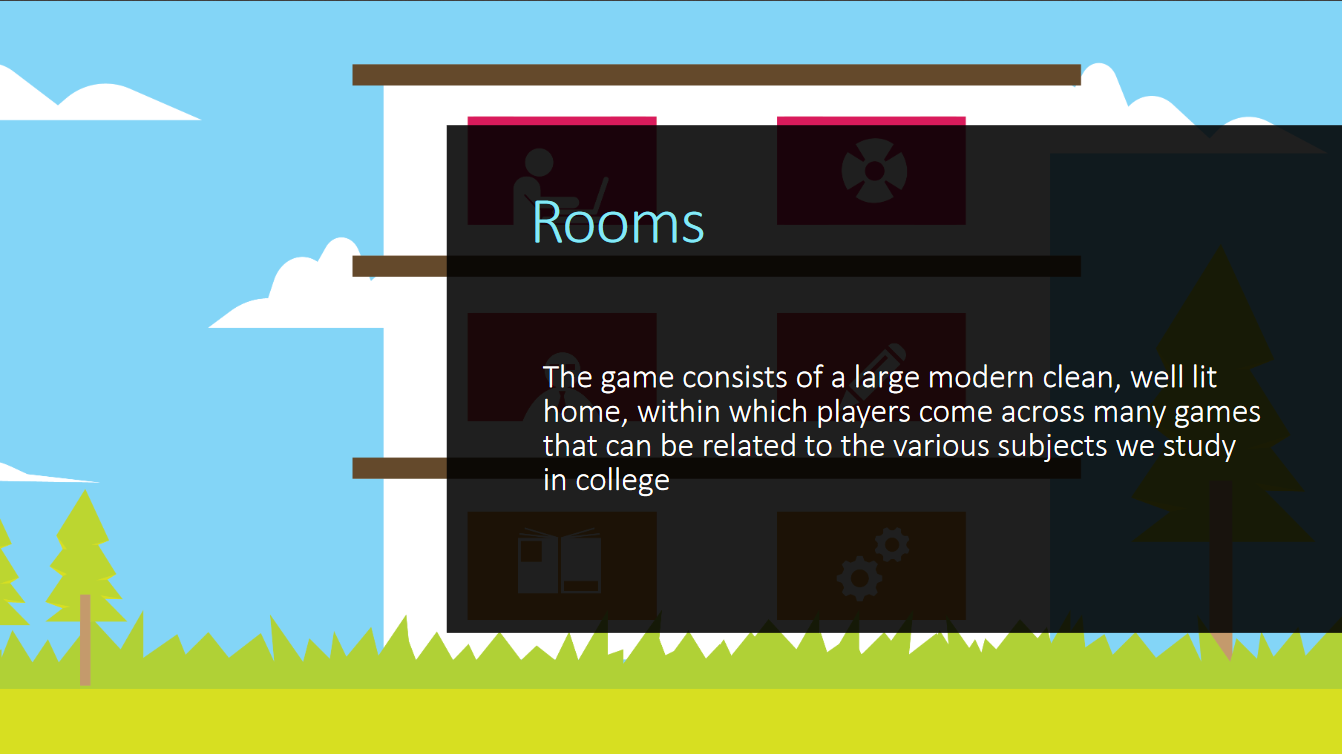 Rooms
The game consists of a large modern clean, well lit
home, within which players come across many games
that can be related to the various subjects we study
in college